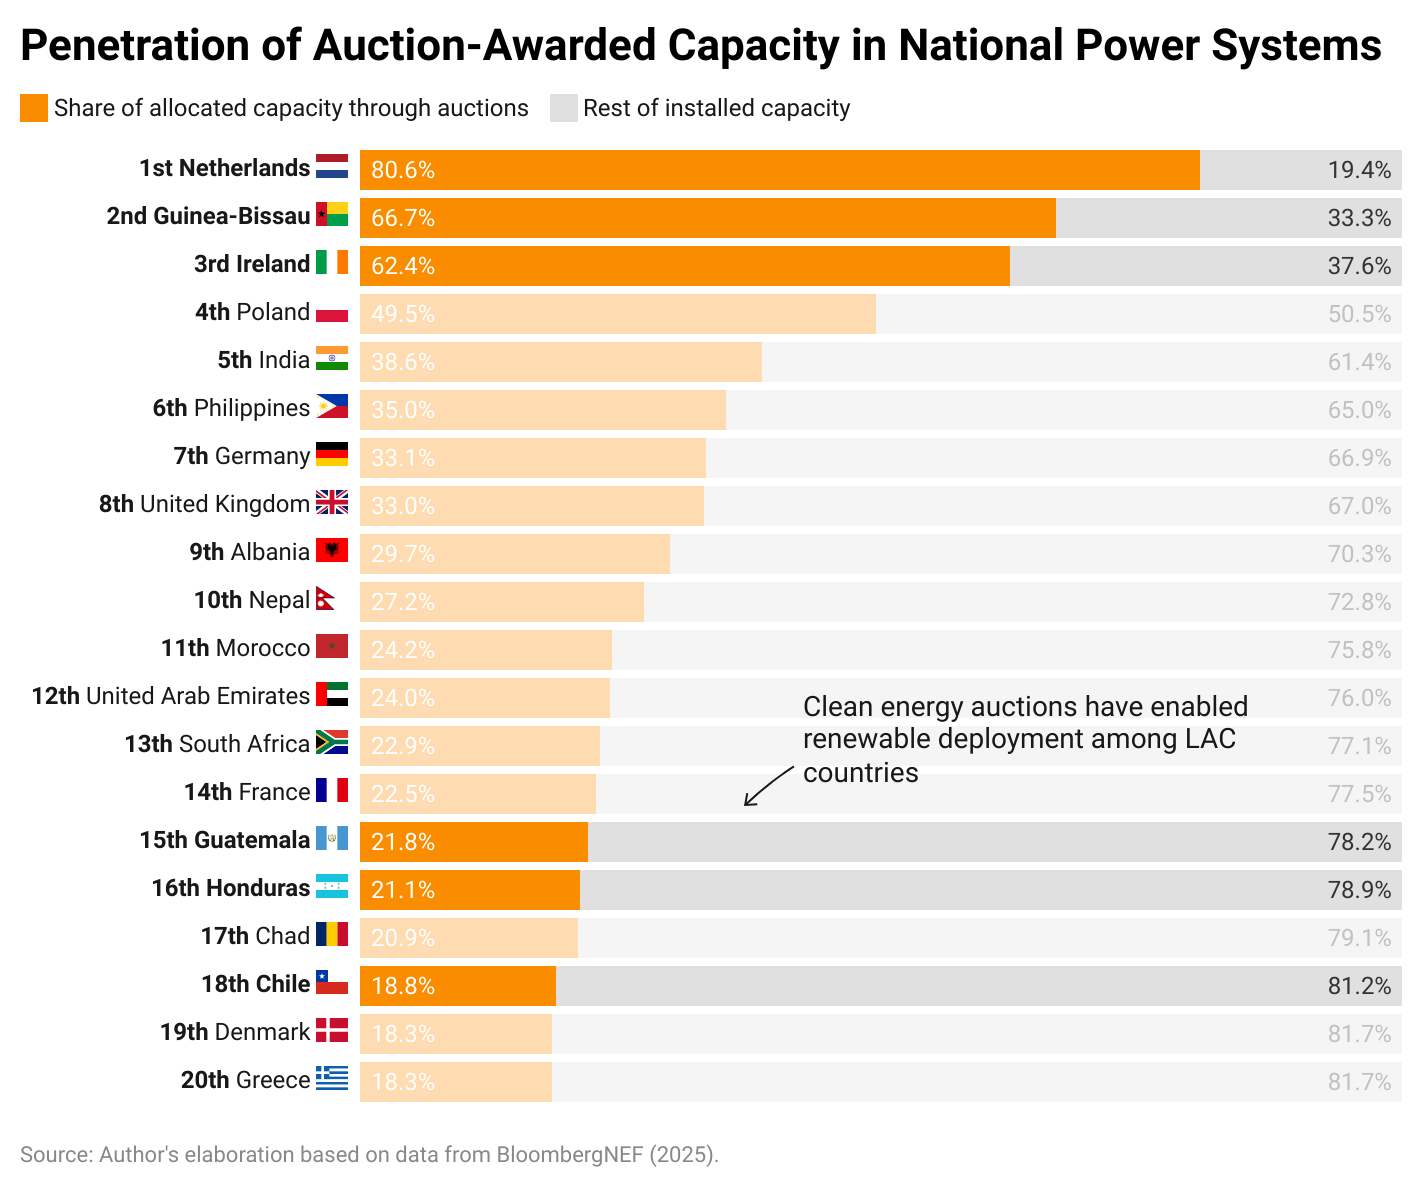 Penetration of Auction-Awarded Capacity in National Power Systems
Share of allocated capacity through auctions Rest of installed capacity
1st Netherlands 80.6% 19.4%
2nd Guinea-Bissau 66.7% 33.3%
3rd Ireland 62.4% 37.6%
4th Poland 49.5% 50.5%
5th India 38.6% 61.4%
6th Philippines 35.0% 65.0%
7th Germany 33.1% 66.9%
8th United Kingdom 33.0% 67.0%
9th Albania 29.7% 70.3%
10th Nepal 27.2% 72.8%
11th Morocco 24.2% 75.8%
12th United Arab Emirates 24.0% 76.0%
Clean energy auctions have enabled
renewable deployment among LAC
countries
13th South Africa 22.9% 77.1%
14th France 22.5% 77.5%
15th Guatemala 21.8% 78.2%
16th Honduras 21.1% 78.9%
17th Chad 20.9% 79.1%
18th Chile 18.8% 81.2%
19th Denmark 18.3% 81.7%
20th Greece 18.3% 81.7%
Source: Author's elaboration based on data from BloombergNEF (2025).